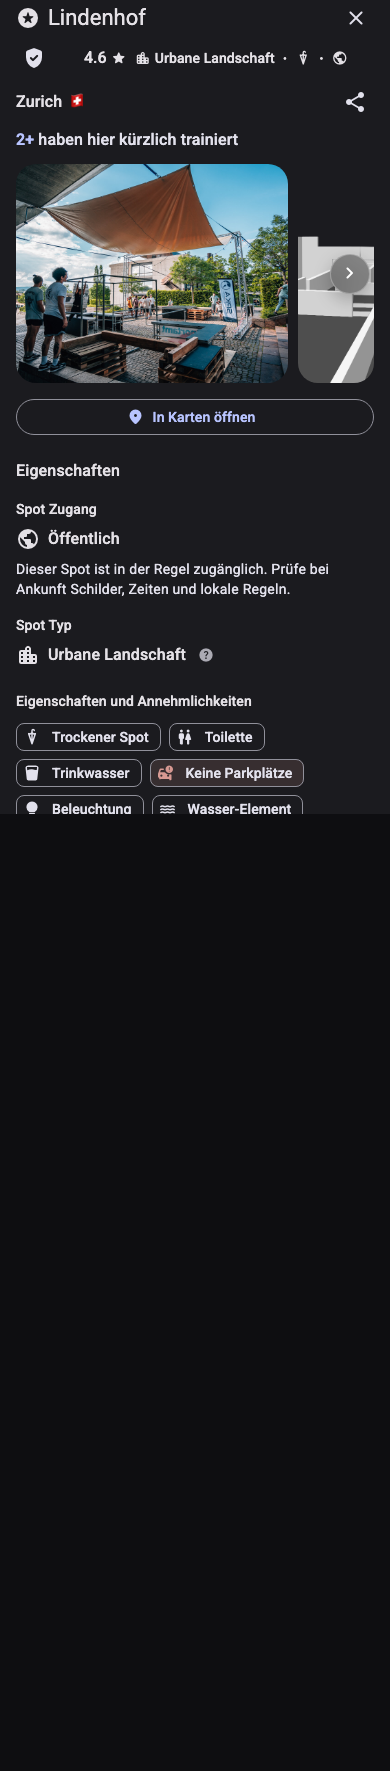 Lindenhof
4.6 Urbane Landschaft • •
Zurich
2+ haben hier kürzlich trainiert
In Karten öffnen
Eigenschaften
Spot Zugang
Öffentlich
Dieser Spot ist in der Regel zugänglich. Prüfe bei
Ankunft Schilder, Zeiten und lokale Regeln.
Spot Typ
Urbane Landschaft
Eigenschaften und Annehmlichkeiten
Trockener Spot
Toilette
Trinkwasser
Keine Parkplätze
Beleuchtung
Wasser-Element